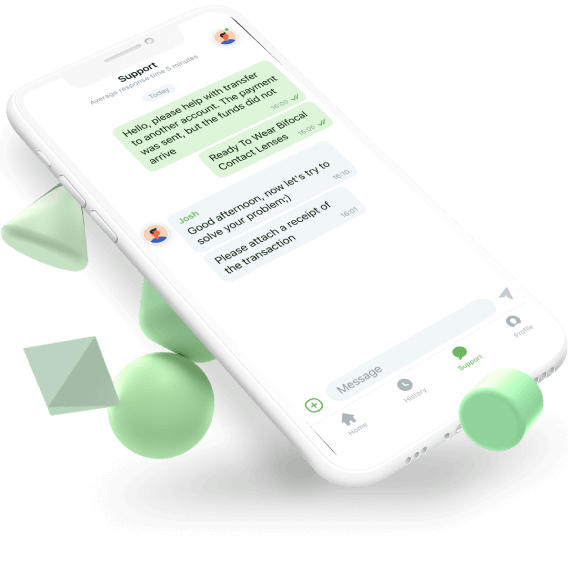 Support
Average response time 5 minutes
Today
Hello, please help with transfer
to another account. The payment
was sent, but the funds did not
arrive
16:00
Ready To Wear Bifocal
Contact Lenses
16:05
Josh
Good afternoon, now let's try to
solve your problem;)
16:10
Please attach a receipt of
the transaction
16:01
Message
Home
History
Support
Profile